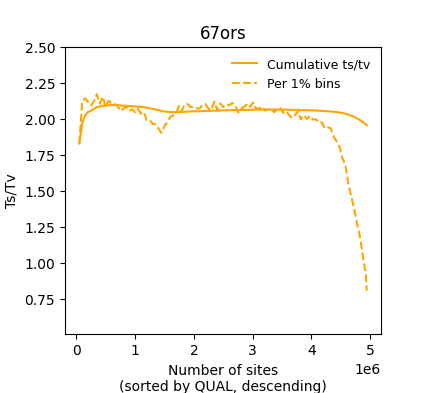 67ors
2.50
2.25
2.00
1.75
1.50
1.25
1.00
0.75
Ts/Tv
Cumulative ts/tv
Per 1% bins
0 1 2 3 4 5
1e6
Number of sites
(sorted by QUAL, descending)